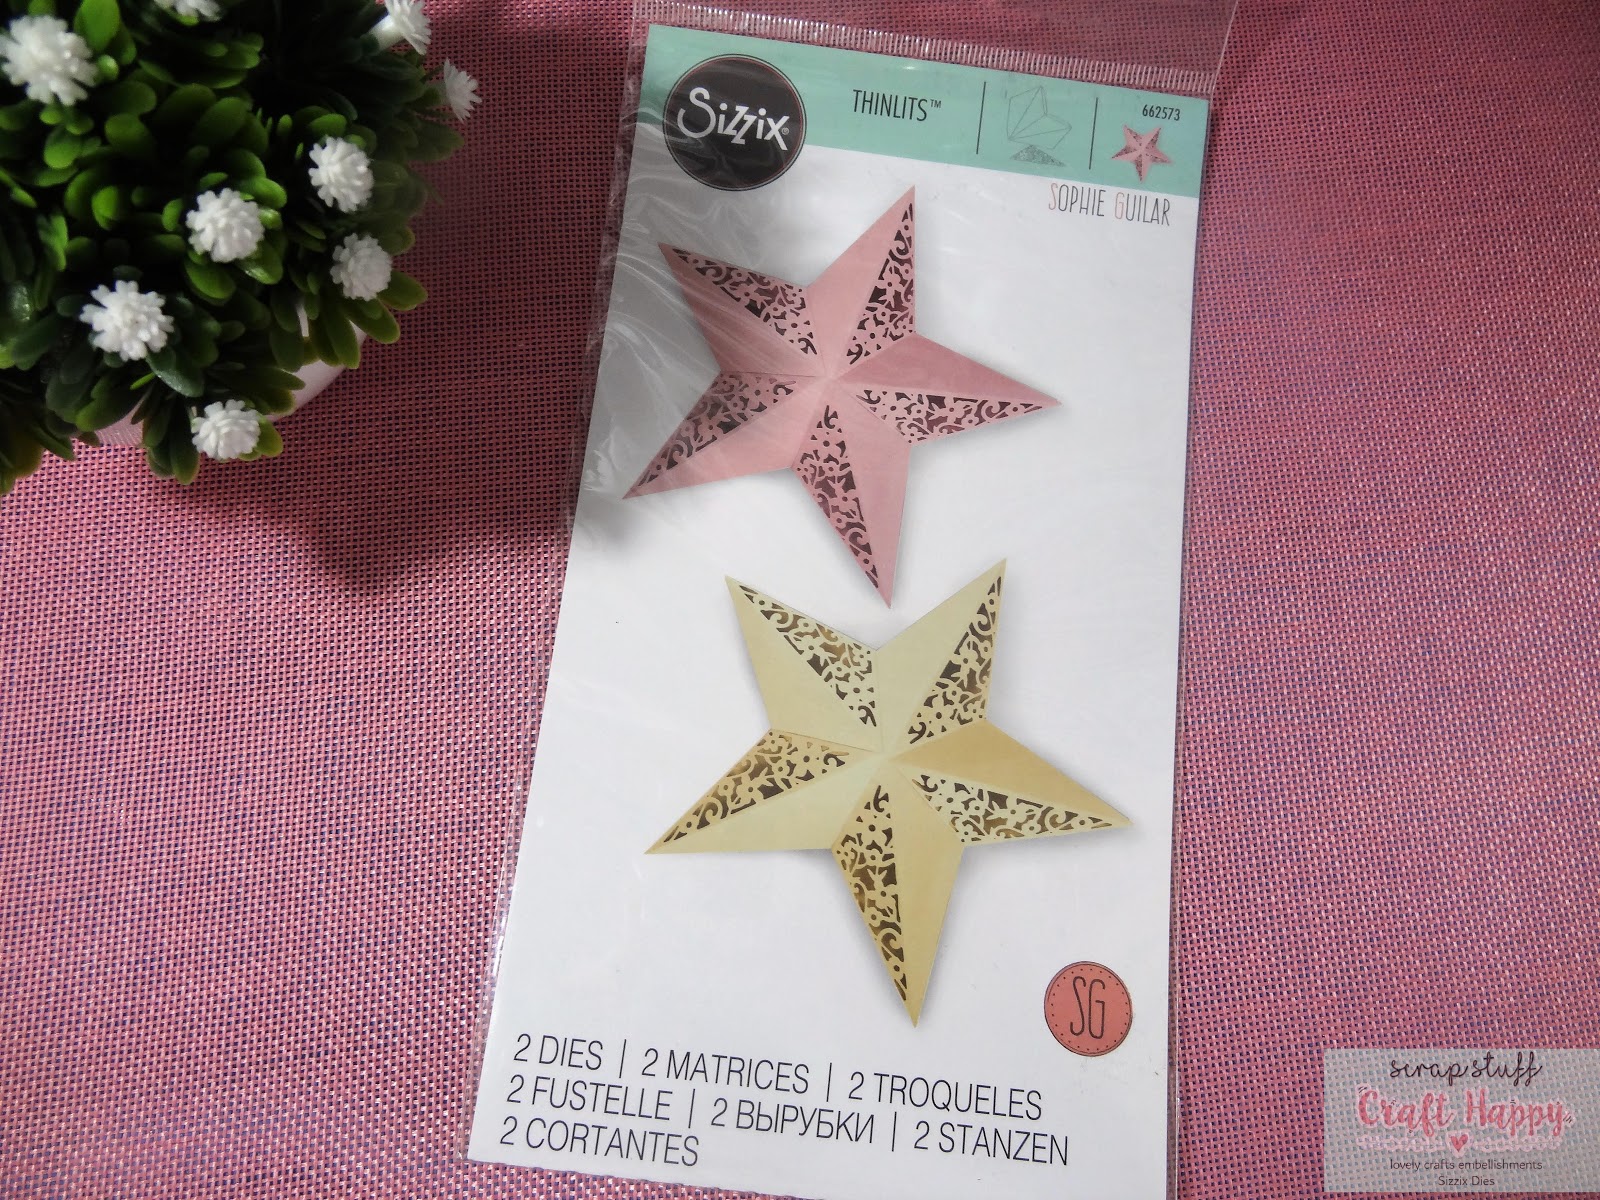 Sizzix®
THINLITS™
662573
SOPHIE GUILAR
SG
2 DIES | 2 MATRICES | 2 TROQUELES
2 FUSTELLE | 2 ВЫРУБКИ | 2 STANZEN
2 CORTANTES
scrap stuff
Craft Happy
lovely crafts embellishments
Sizzix Dies